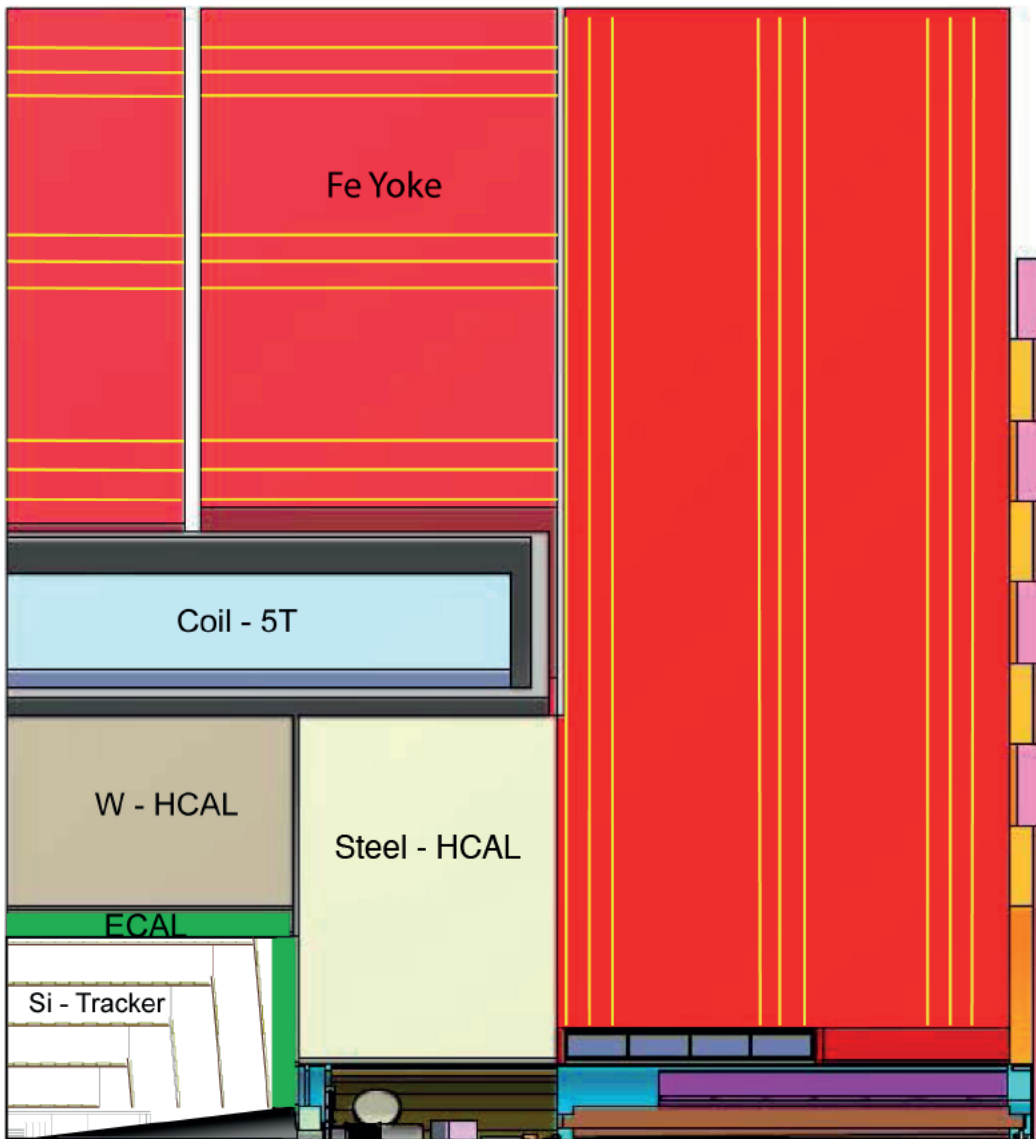 Fe Yoke
Coil - 5T
W - HCAL
Steel - HCAL
ECAL
Si - Tracker